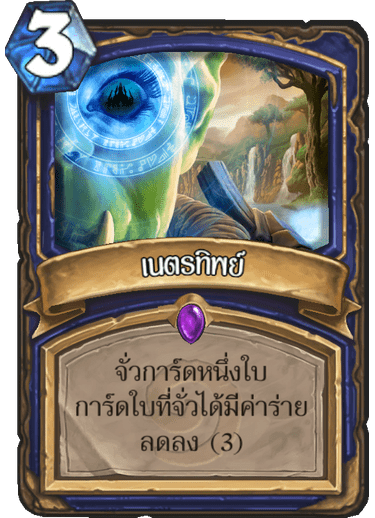 3
เนตรทิพย์
จั่วการ์ดหนึ่งใบ
การ์ดใบที่จั่วได้มีค่าร่าย
ลดลง (3)